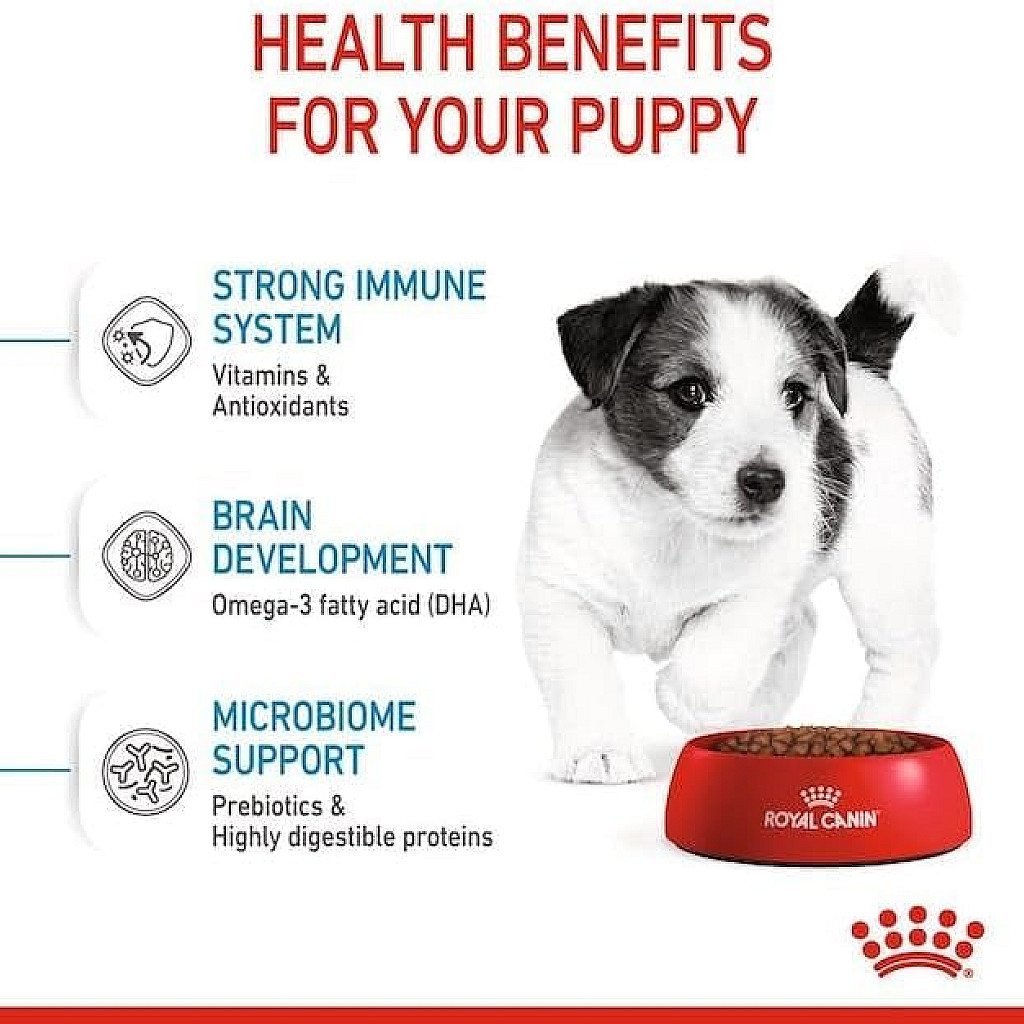 HEALTH BENEFITS
FOR YOUR PUPPY
STRONG IMMUNE
SYSTEM
Vitamins &
Antioxidants
BRAIN
DEVELOPMENT
Omega-3 fatty acid (DHA)
MICROBIOME
SUPPORT
Prebiotics &
Highly digestible proteins
ROYAL CANIN
®